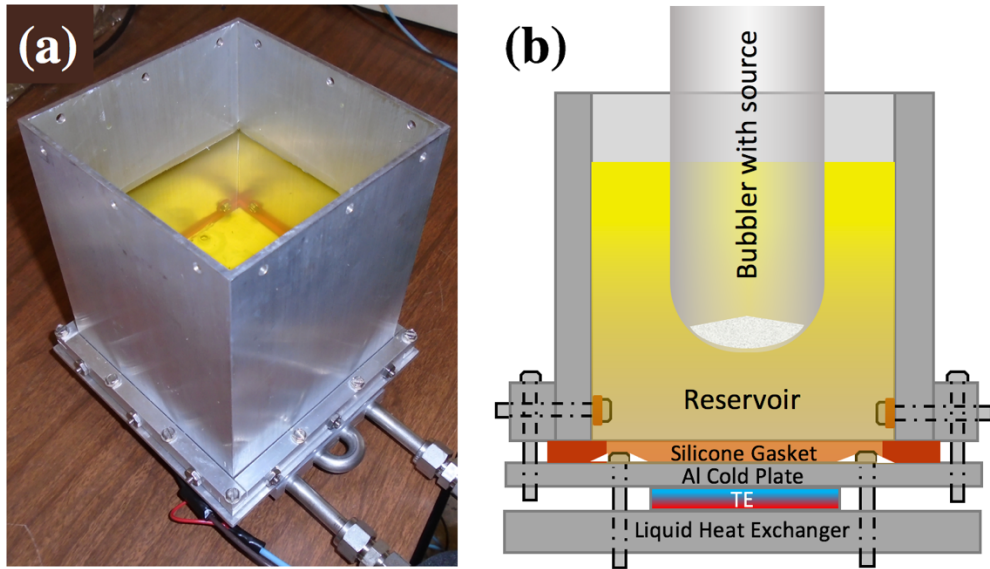 (a)
(b)
Bubbler with source
Reservoir
Silicone Gasket
Al Cold Plate
TE
Liquid Heat Exchanger